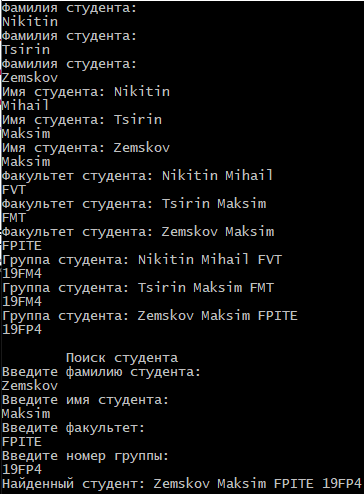 Фамилия студента:
Nikitin
Фамилия студента:
Tsirin
Фамилия студента:
Zemskov
Имя студента: Nikitin
Mihail
Имя студента: Tsirin
Maksim
Имя студента: Zemskov
Maksim
Факультет студента: Nikitin Mihail
FVT
Факультет студента: Tsirin Maksim
FMT
Факультет студента: Zemskov Maksim
FPITE
Группа студента: Nikitin Mihail FVT
19FM4
Группа студента: Tsirin Maksim FMT
19FM4
Группа студента: Zemskov Maksim FPITE
19FP4
Поиск студента
Введите фамилию студента:
Zemskov
Введите имя студента:
Maksim
Введите факультет:
FPITE
Введите номер группы:
19FP4
Найденный студент: Zemskov Maksim FPITE 19FP4